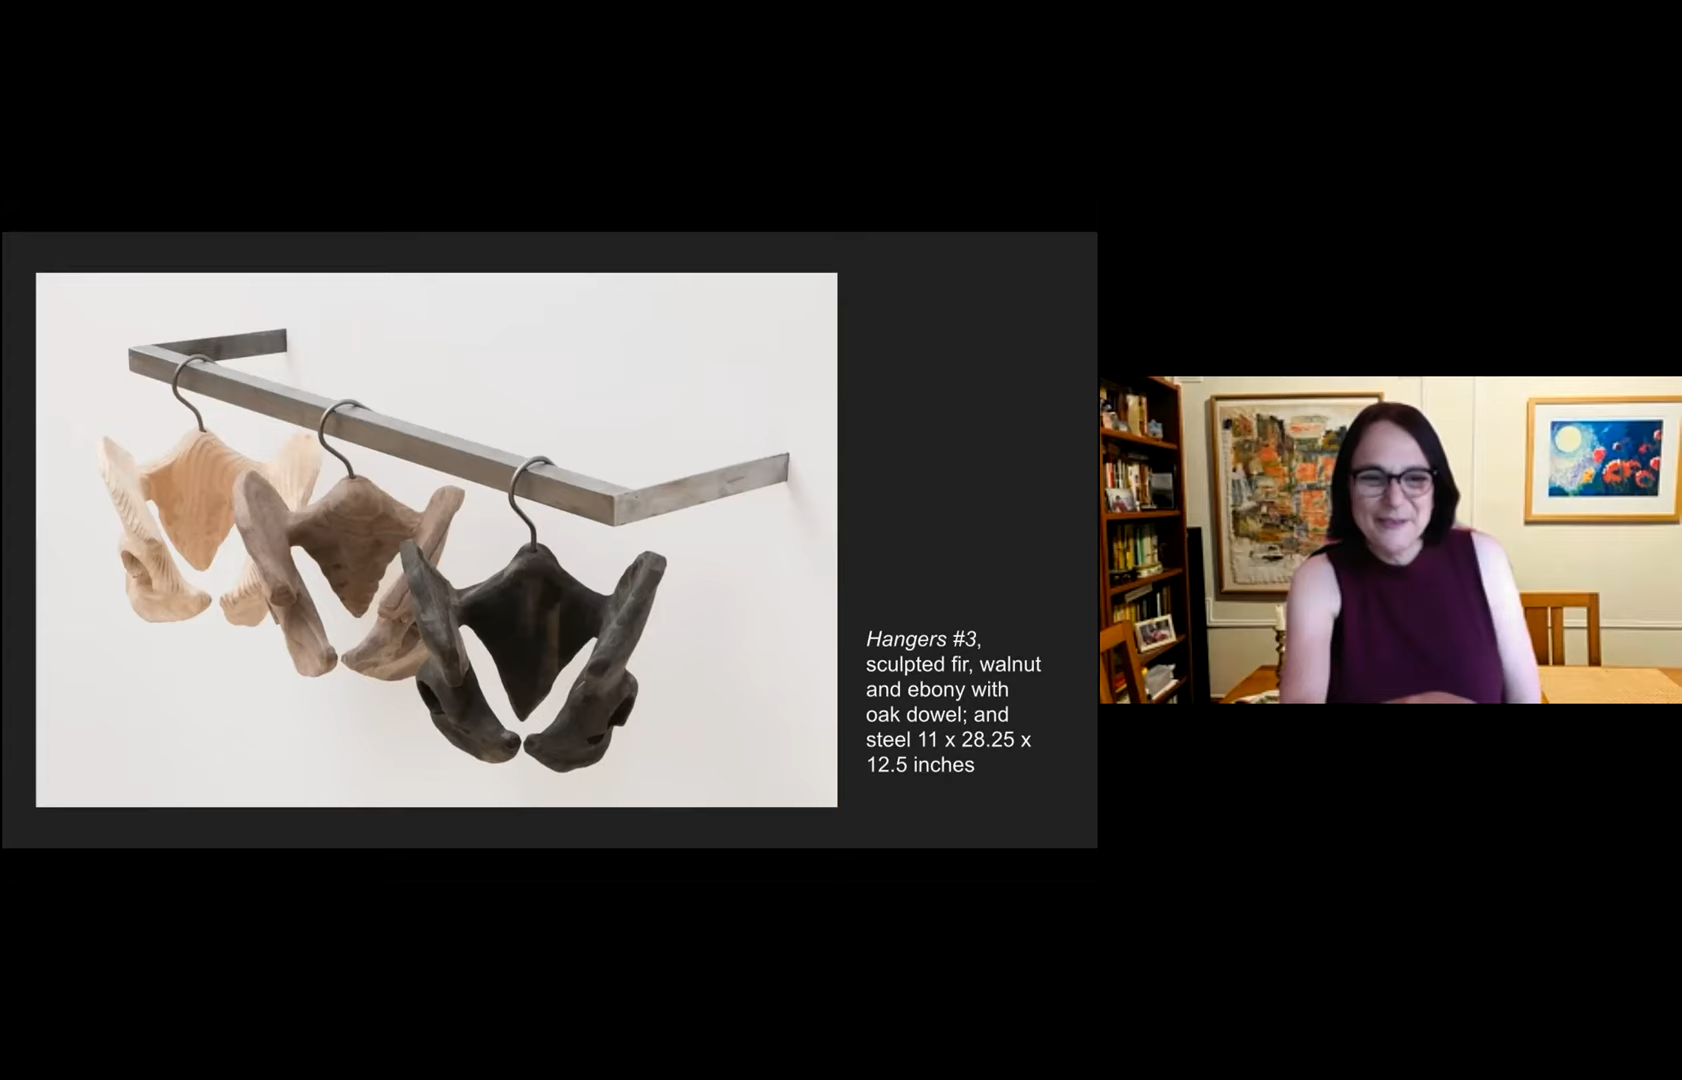 Hangers #3,
sculpted fir, walnut
and ebony with
oak dowel; and
steel 11 x 28.25 x
12.5 inches